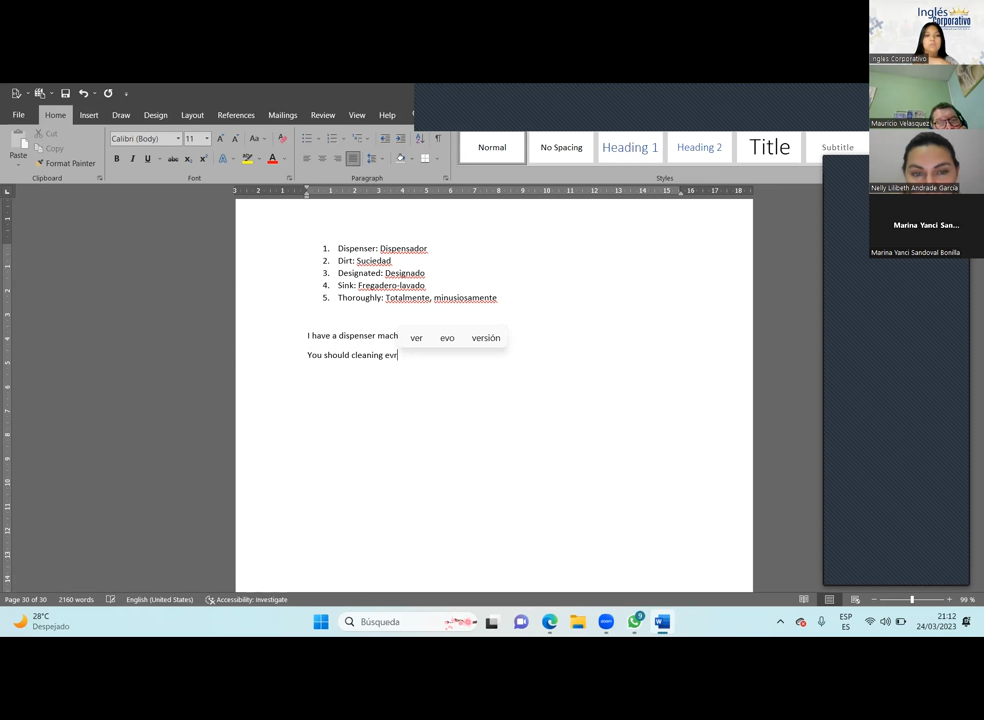 Inglés
Corporativo
Ingles Corporativo
Mauricio Velasquez
Nelly Lilibeth Andrade García
Marina Yanci San...
Marina Yanci Sandoval Bonilla
File Home Insert Draw Design Layout References Mailings Review View Help
Paste
Cut
Copy
Format Painter
Clipboard
Calibri (Body) 11
Font
Paragraph
Normal No Spacing Heading 1 Heading 2 Title Subtitle
Styles
1. Dispenser: Dispensador
2. Dirt: Suciedad
3. Designated: Designado
4. Sink: Fregadero-lavado
5. Thoroughly: Totalmente, minusiosamente
I have a dispenser mach
ver evo versión
You should cleaning evr
Page 30 of 30 2160 words English (United States) Accessibility: Investigate 99 %
28°C
Despejado
Búsqueda
zoom
9
ESP
ES
21:12
24/03/2023